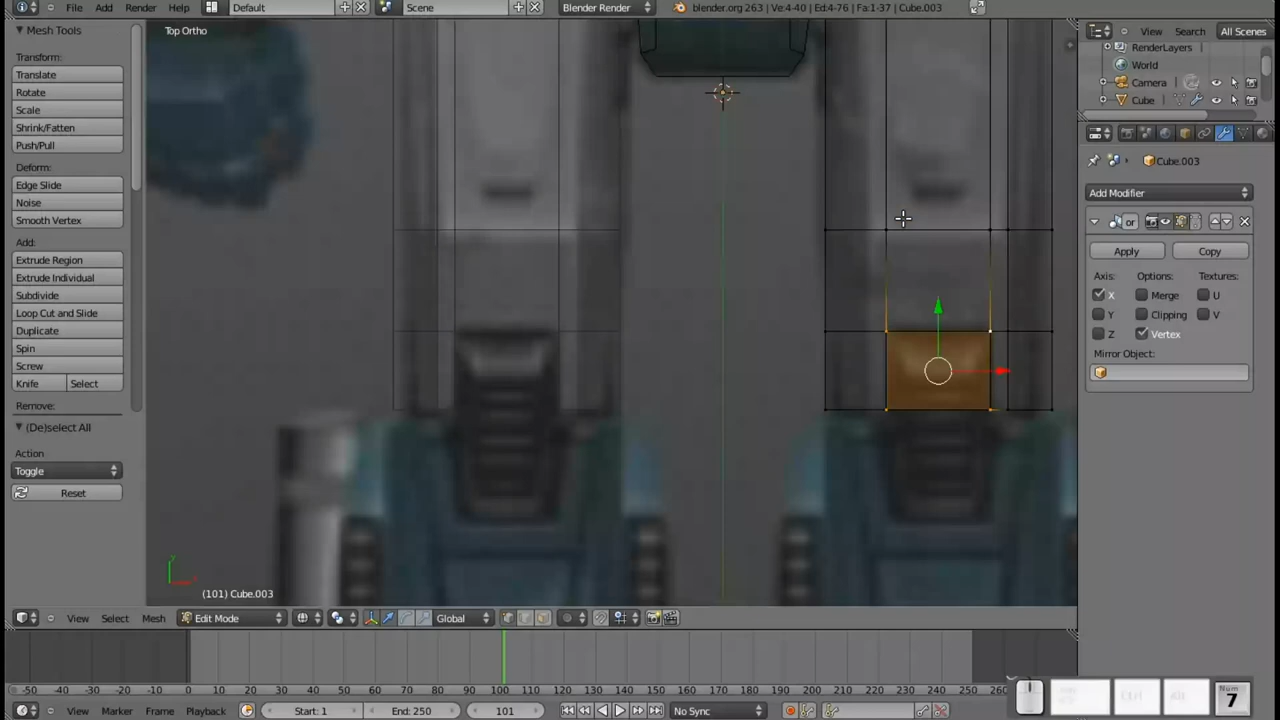 File Add Render Help Default Scene Blender Render blender.org 263 | Ve:4-40 | Ed:4-76 | Fa:1-37 | Cube.003
Mesh Tools
Transform:
Translate
Rotate
Scale
Shrink/Fatten
Push/Pull
Deform:
Edge Slide
Noise
Smooth Vertex
Add:
Extrude Region
Extrude Individual
Subdivide
Loop Cut and Slide
Duplicate
Spin
Screw
Knife Select
Remove:
(De)select All
Action
Toggle
Reset
Top Ortho
(101) Cube.003
View Select Mesh Edit Mode Global
View Search All Scenes
RenderLayers
World
Camera
Cube
Cube.003
Add Modifier
or
Apply Copy
Axis: Options: Textures:
X Merge U
Y Clipping V
Z Vertex
Mirror Object:
-50 -40 -30 -20 -10 0 10 20 30 40 50 60 70 80 90 100 110 120 130 140 150 160 170 180 190 200 210 220 230 240 250 260
View Marker Frame Playback Start: 1 End: 250 101 No Sync
Ctrl Alt Num
7